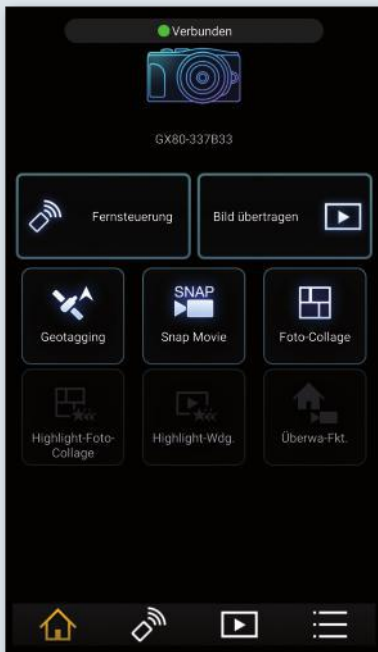 Verbunden
GX80-337B33
Fernsteuerung
Bild übertragen
SNAP
Geotagging
Snap Movie
Foto-Collage
Highlight-Foto-
Collage
Highlight-Wdg.
Überwa-Fkt.